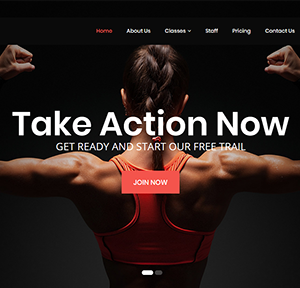 Home About Us Classes Staff Pricing Contact Us
Take Action Now
GET READY AND START OUR FREE TRAIL
JOIN NOW